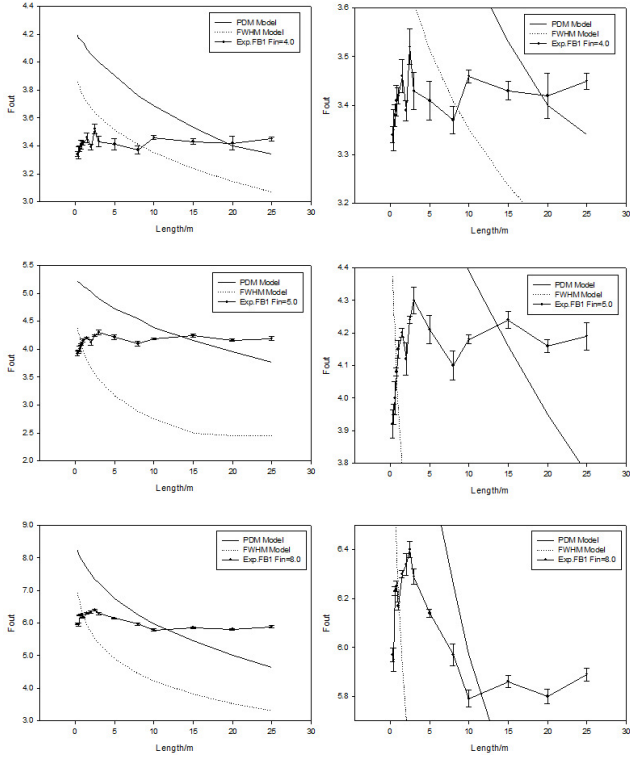 4.4
4.2
4.0
3.8
3.6
3.4
3.2
3.0
Fout
0
5
10
15
20
25
30
Length/m
PDM Model
FWHM Model
Exp.FB1 Fin=4.0
3.6
3.5
3.4
3.3
3.2
Fout
0
5
10
15
20
25
30
Length/m
PDM Model
FWHM Model
Exp.FB1 Fin=4.0
5.5
5.0
4.5
4.0
3.5
3.0
2.5
2.0
Fout
0
5
10
15
20
25
30
Length/m
PDM Model
FWHM Model
Exp.FB1 Fin=5.0
4.4
4.3
4.2
4.1
4.0
3.9
3.8
Fout
0
5
10
15
20
25
30
Length/m
PDM Model
FWHM Model
Exp.FB1 Fin=5.0
9.0
8.0
7.0
6.0
5.0
4.0
3.0
Fout
0
5
10
15
20
25
30
Length/m
PDM Model
FWHM Model
Exp.FB1 Fin=8.0
6.4
6.2
6.0
5.8
Fout
0
5
10
15
20
25
30
Length/m
PDM Model
FWHM Model
Exp.FB1 Fin=8.0